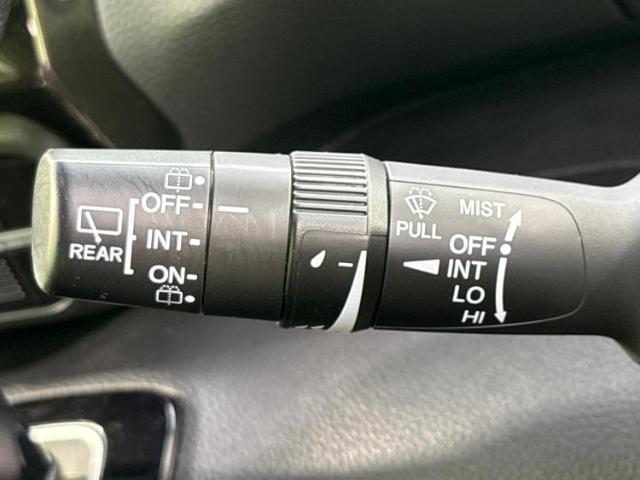 OFF
INT
ON
REAR
PULL
MIST
OFF
INT
LO
HI